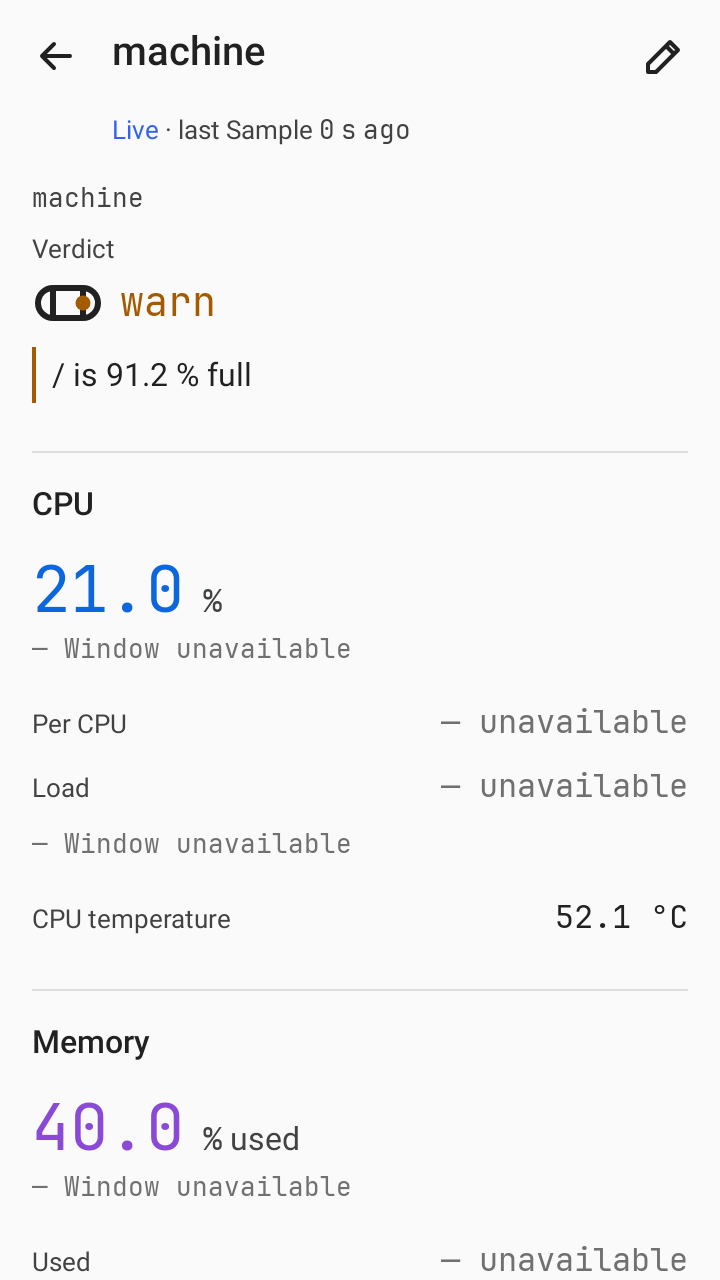 machine
Live · last Sample 0 s ago
machine
Verdict
warn
/ is 91.2 % full
CPU
21.0 %
— Window unavailable
Per CPU — unavailable
Load — unavailable
— Window unavailable
CPU temperature 52.1 °C
Memory
40.0 % used
— Window unavailable
Used — unavailable